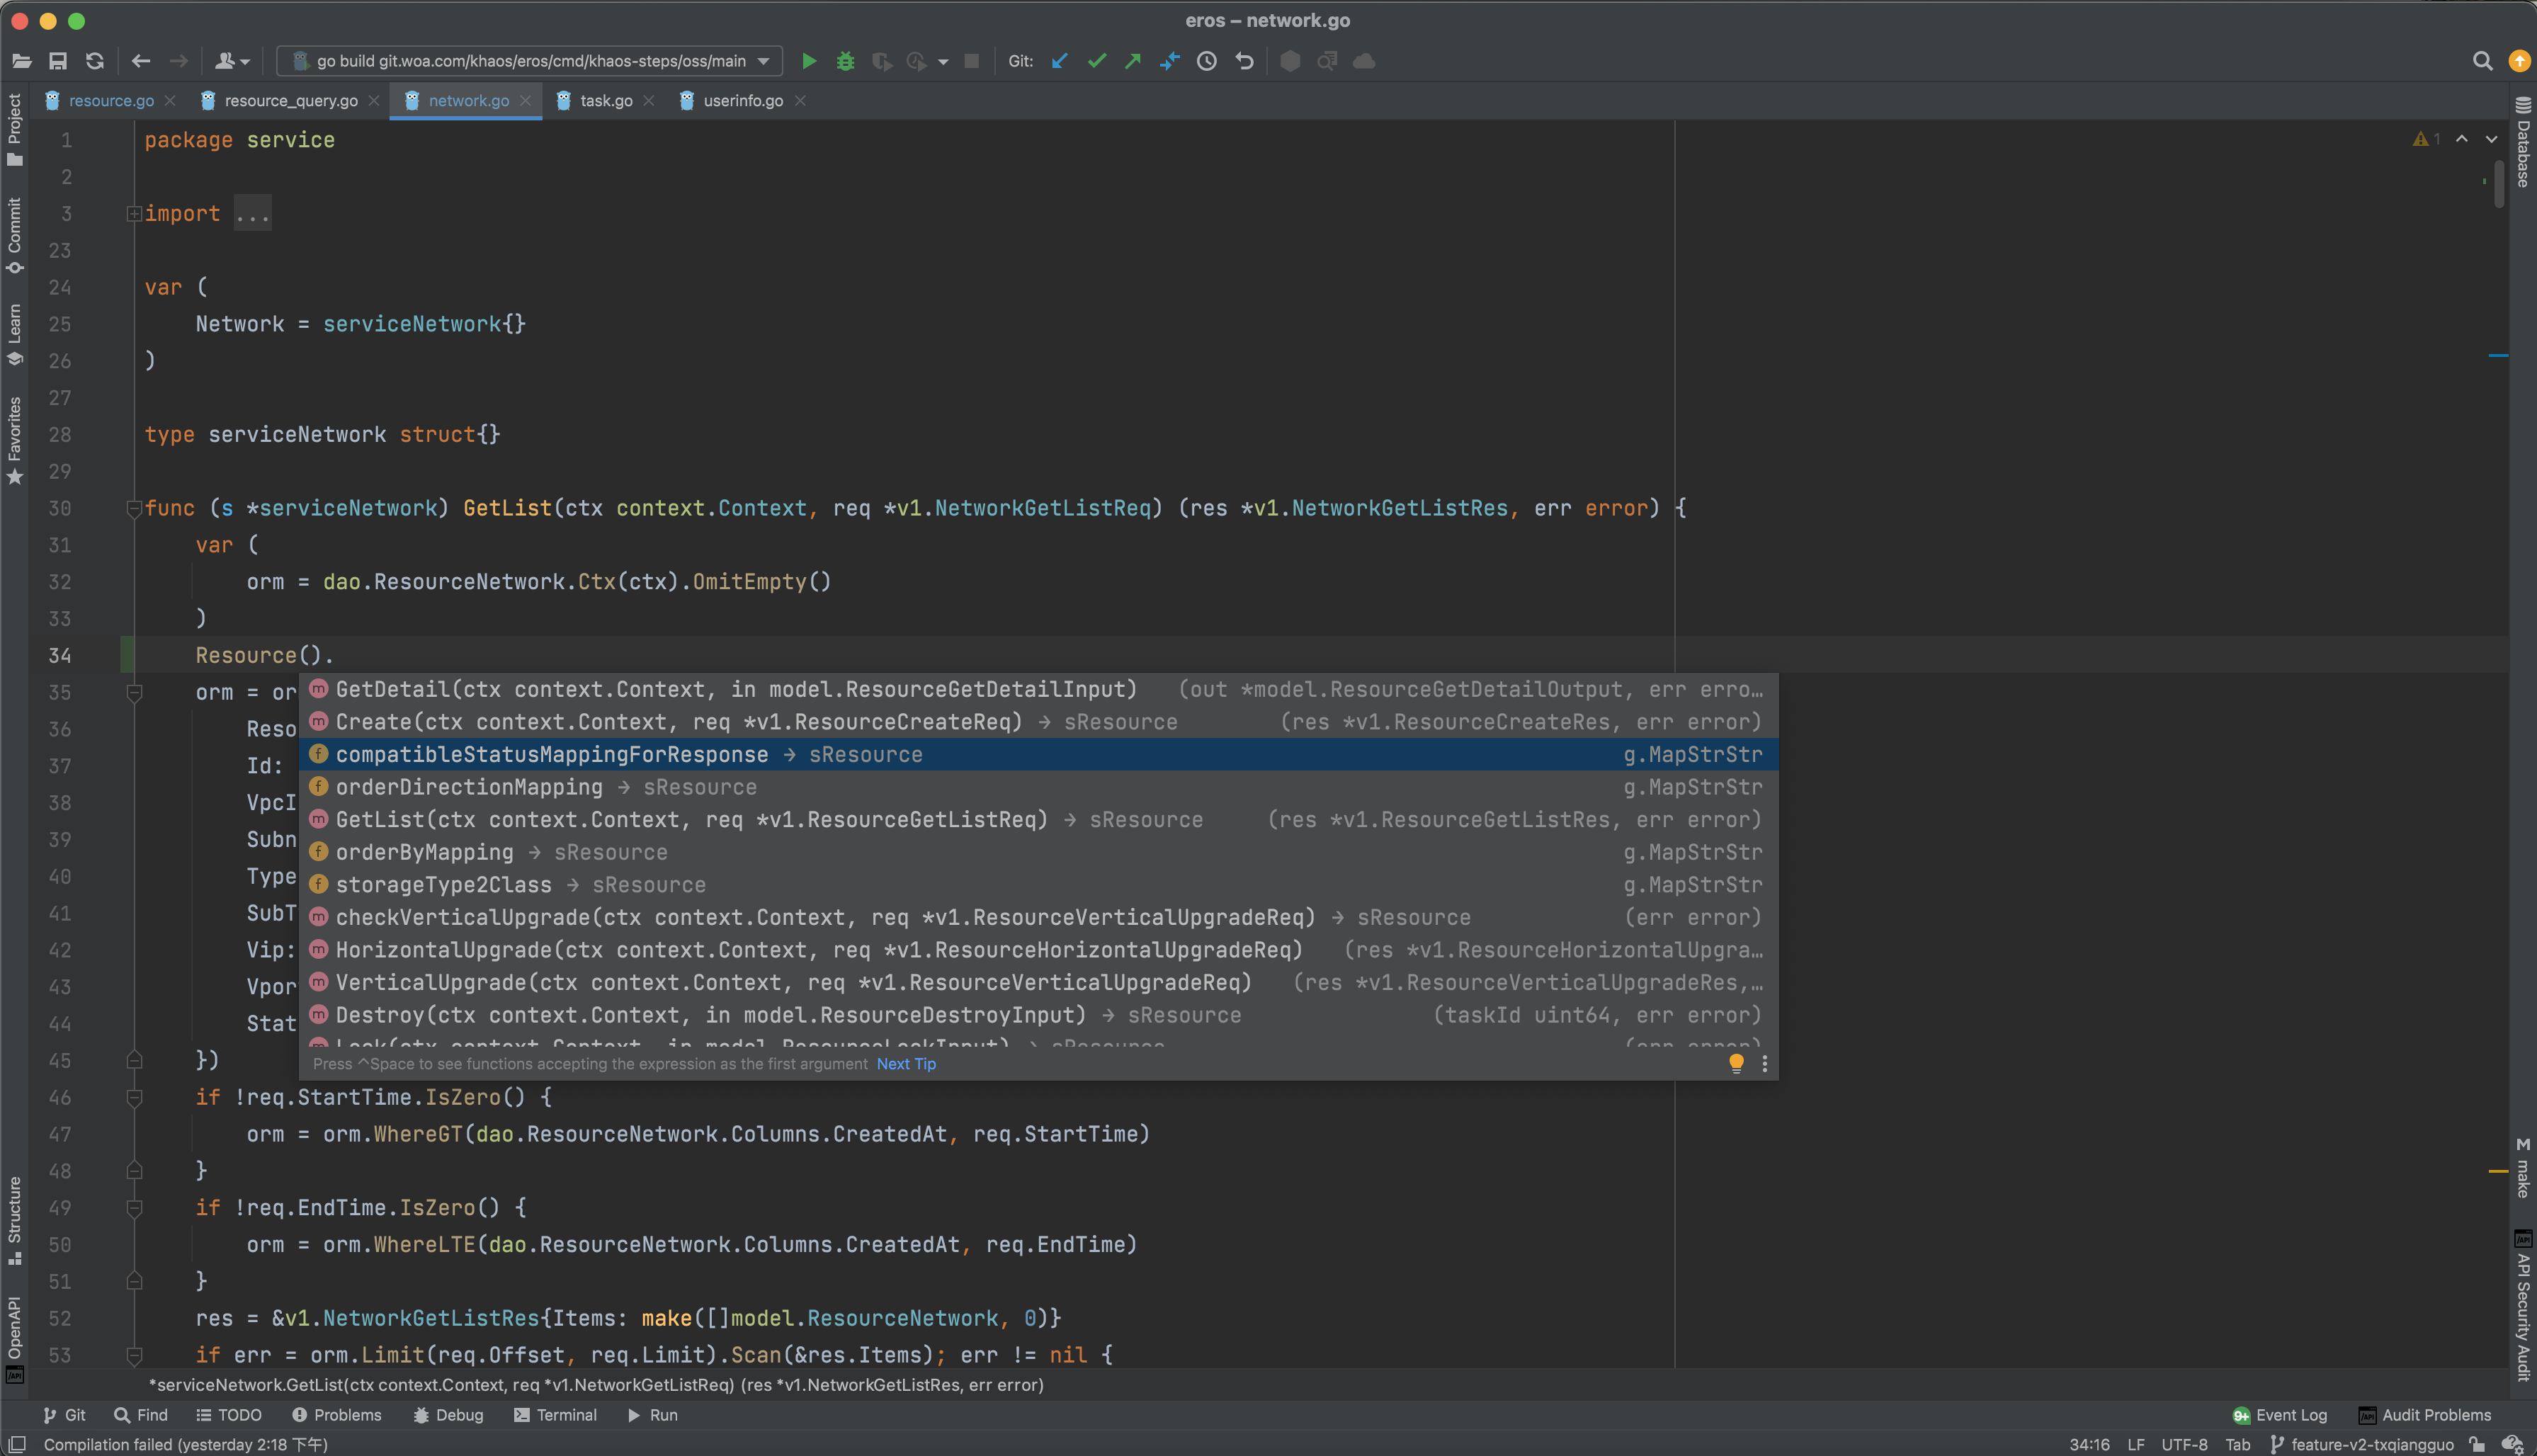 eros – network.go
go build git.woa.com/khaos/eros/cmd/khaos-steps/oss/main
Git:
resource.go
resource_query.go
network.go
task.go
userinfo.go
Project
Commit
Learn
Favorites
Structure
OpenAPI
Database
make
API Security Audit
1
1 package service
2
3 import ...
23
24 var (
25 Network = serviceNetwork{}
26 )
27
28 type serviceNetwork struct{}
29
30 func (s *serviceNetwork) GetList(ctx context.Context, req *v1.NetworkGetListReq) (res *v1.NetworkGetListRes, err error) {
31 var (
32 orm = dao.ResourceNetwork.Ctx(ctx).OmitEmpty()
33 )
34 Resource().
35 orm = or
36 Reso
37 Id:
38 VpcI
39 Subn
40 Type
41 SubT
42 Vip:
43 Vpor
44 Stat
GetDetail(ctx context.Context, in model.ResourceGetDetailInput) (out *model.ResourceGetDetailOutput, err erro…
Create(ctx context.Context, req *v1.ResourceCreateReq) → sResource (res *v1.ResourceCreateRes, err error)
compatibleStatusMappingForResponse → sResource g.MapStrStr
orderDirectionMapping → sResource g.MapStrStr
GetList(ctx context.Context, req *v1.ResourceGetListReq) → sResource (res *v1.ResourceGetListRes, err error)
orderByMapping → sResource g.MapStrStr
storageType2Class → sResource g.MapStrStr
checkVerticalUpgrade(ctx context.Context, req *v1.ResourceVerticalUpgradeReq) → sResource (err error)
HorizontalUpgrade(ctx context.Context, req *v1.ResourceHorizontalUpgradeReq) (res *v1.ResourceHorizontalUpgra…
VerticalUpgrade(ctx context.Context, req *v1.ResourceVerticalUpgradeReq) (res *v1.ResourceVerticalUpgradeRes,…
Destroy(ctx context.Context, in model.ResourceDestroyInput) → sResource (taskId uint64, err error)
Lock(ctx context.Context, in model.ResourceLockInput) → sResource (err error)
Press ^Space to see functions accepting the expression as the first argument Next Tip
45 })
46 if !req.StartTime.IsZero() {
47 orm = orm.WhereGT(dao.ResourceNetwork.Columns.CreatedAt, req.StartTime)
48 }
49 if !req.EndTime.IsZero() {
50 orm = orm.WhereLTE(dao.ResourceNetwork.Columns.CreatedAt, req.EndTime)
51 }
52 res = &v1.NetworkGetListRes{Items: make([]model.ResourceNetwork, 0)}
53 if err = orm.Limit(req.Offset, req.Limit).Scan(&res.Items); err != nil {
*serviceNetwork.GetList(ctx context.Context, req *v1.NetworkGetListReq) (res *v1.NetworkGetListRes, err error)
Git Find TODO Problems Debug Terminal Run 9+ Event Log Audit Problems
Compilation failed (yesterday 2:18 下午) 34:16 LF UTF-8 Tab feature-v2-txqiangguo